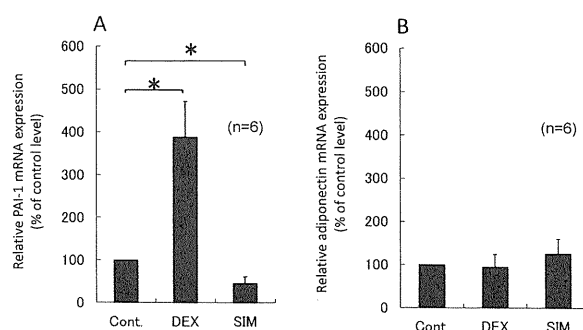 A
Relative PAI-1 mRNA expression
(% of control level)
600
500
400
300
200
100
0
*
*
(n=6)
Cont.
DEX
SIM
B
Relative adiponectin mRNA expression
(% of control level)
600
500
400
300
200
100
0
(n=6)
Cont.
DEX
SIM